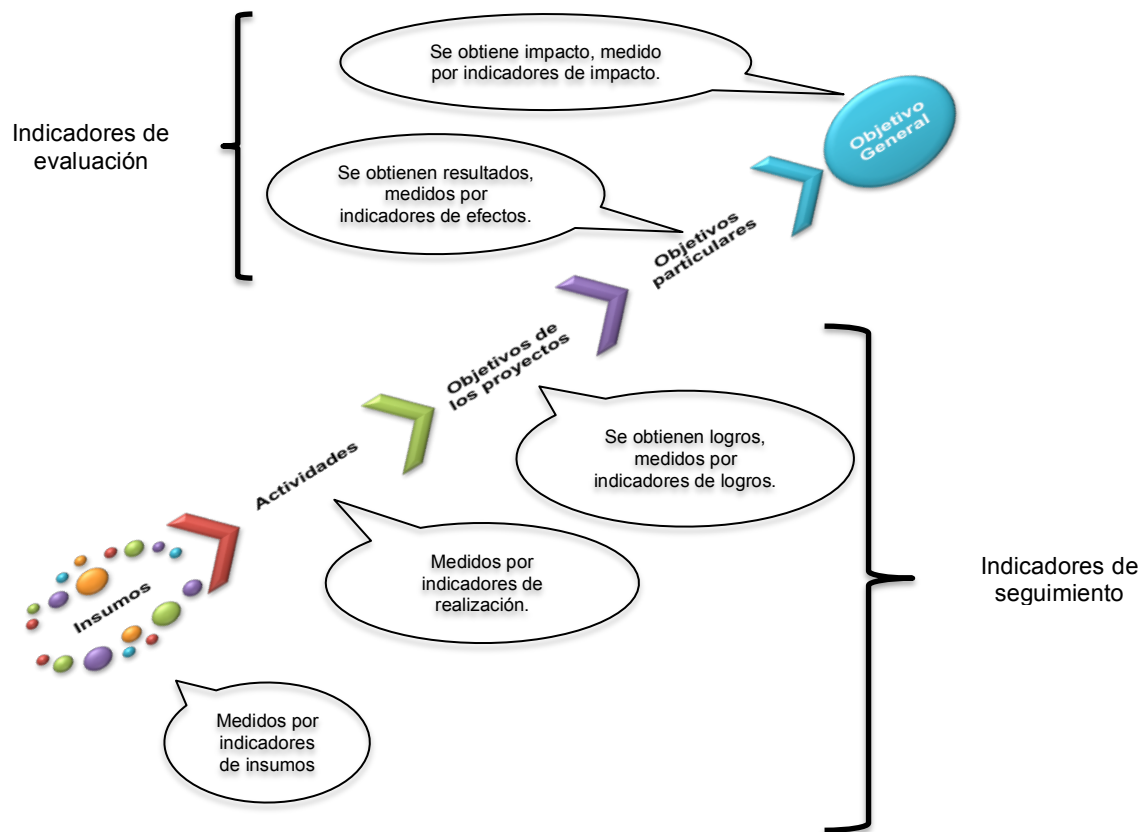 Se obtiene impacto, medido
por indicadores de impacto.
Objetivo
General
Indicadores de
evaluación
Se obtienen resultados,
medidos por
indicadores de efectos.
Objetivos
particulares
Objetivos de
los proyectos
Se obtienen logros,
medidos por
indicadores de logros.
Actividades
Medidos por
indicadores de
realización.
Indicadores de
seguimiento
Insumos
Medidos por
indicadores
de insumos